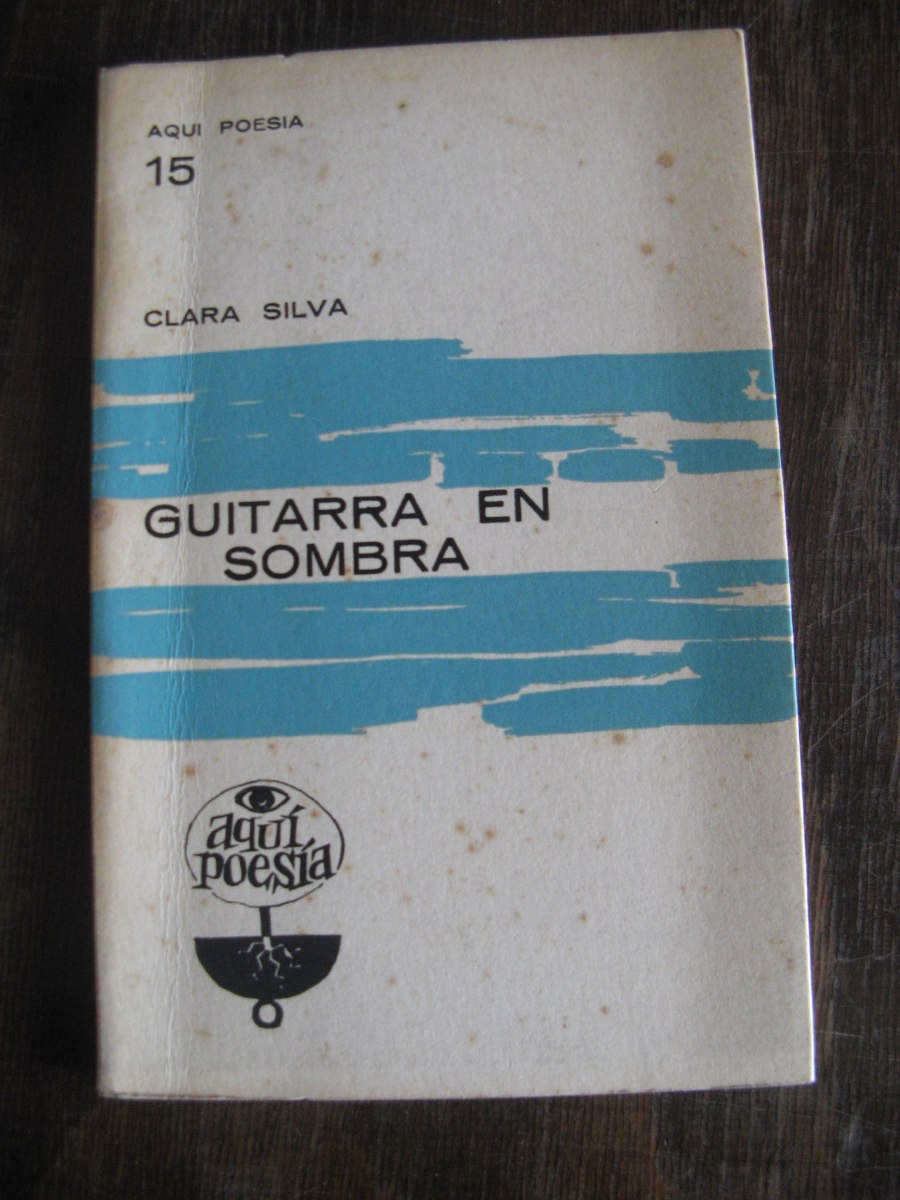 AQUI POESIA
15
CLARA SILVA
GUITARRA EN
SOMBRA
aquí
poesía